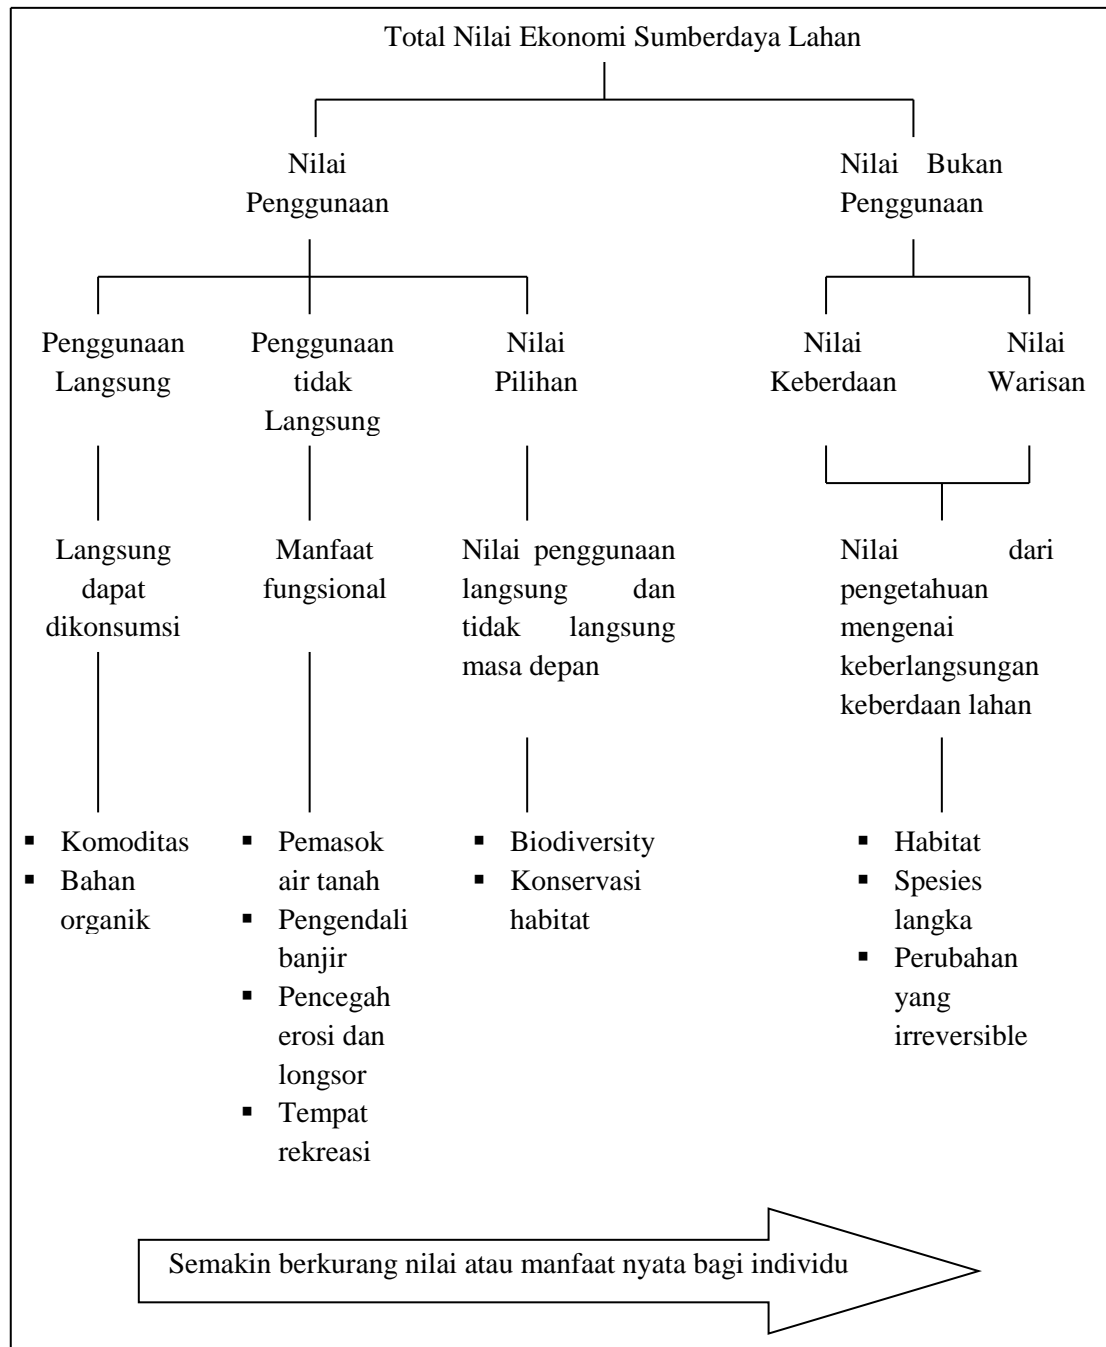 Total Nilai Ekonomi Sumberdaya Lahan
Nilai
Penggunaan
Nilai Bukan
Penggunaan
Penggunaan
Langsung
Penggunaan
tidak
Langsung
Nilai
Pilihan
Nilai
Keberdaan
Nilai
Warisan
Langsung
dapat
dikonsumsi
Manfaat
fungsional
Nilai penggunaan
langsung dan
tidak langsung
masa depan
Nilai dari
pengetahuan
mengenai
keberlangsungan
keberdaan lahan
▪ Komoditas
▪ Bahan
organik
▪ Pemasok
air tanah
▪ Pengendali
banjir
▪ Pencegah
erosi dan
longsor
▪ Tempat
rekreasi
▪ Biodiversity
▪ Konservasi
habitat
▪ Habitat
▪ Spesies
langka
▪ Perubahan
yang
irreversible
Semakin berkurang nilai atau manfaat nyata bagi individu